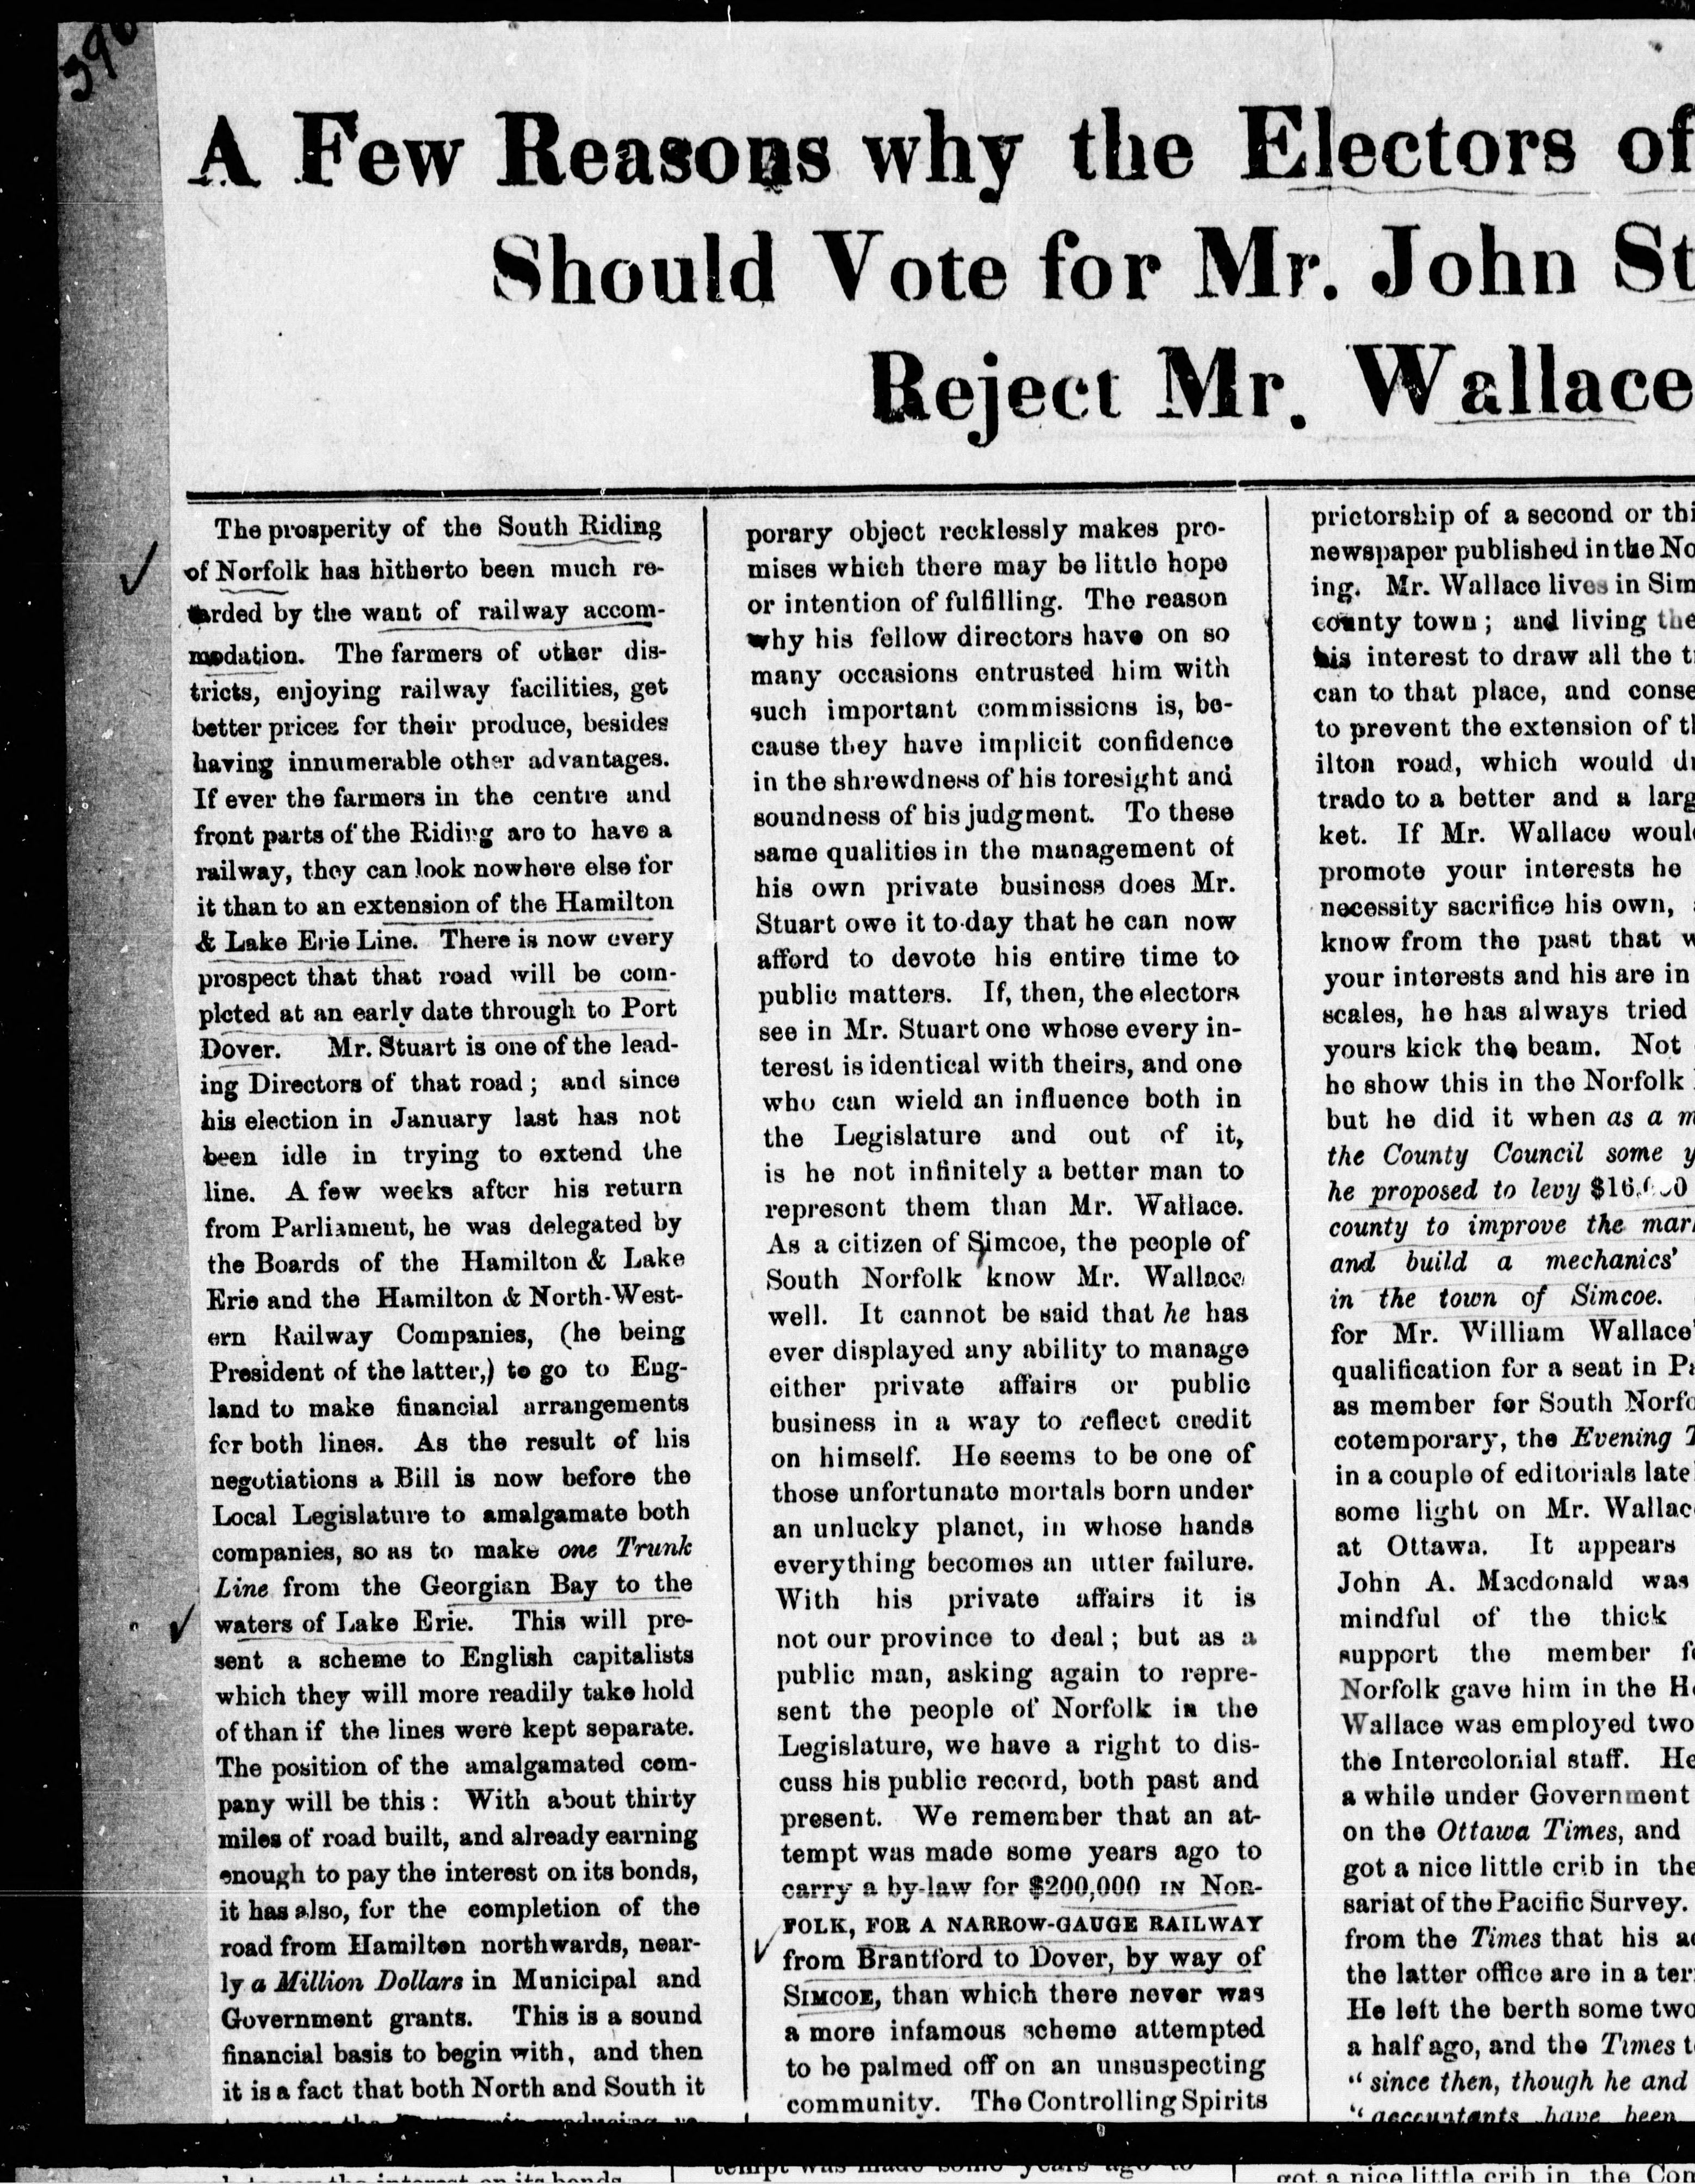 390
A Few Reasons why the Electors of
Should Vote for Mr. John St
Reject Mr. Wallace
The prosperity of the South Riding
of Norfolk has hitherto been much re-
arded by the want of railway accom-
modation. The farmers of other dis-
tricts, enjoying railway facilities, get
better prices for their produce, besides
having innumerable other advantages.
If ever the farmers in the centre and
front parts of the Riding are to have a
railway, they can look nowhere else for
it than to an extension of the Hamilton
& Lake Erie Line. There is now every
prospect that that road will be com-
pleted at an early date through to Port
Dover. Mr. Stuart is one of the lead-
ing Directors of that road; and since
his election in January last has not
been idle in trying to extend the
line. A few weeks after his return
from Parliament, he was delegated by
the Boards of the Hamilton & Lake
Erie and the Hamilton & North-West-
ern Railway Companies, (he being
President of the latter,) to go to Eng-
land to make financial arrangements
for both lines. As the result of his
negotiations a Bill is now before the
Local Legislature to amalgamate both
companies, so as to make one Trunk
Line from the Georgian Bay to the
waters of Lake Erie. This will pre-
sent a scheme to English capitalists
which they will more readily take hold
of than if the lines were kept separate.
The position of the amalgamated com-
pany will be this: With about thirty
miles of road built, and already earning
enough to pay the interest on its bonds,
it has also, for the completion of the
road from Hamilton northwards, near-
ly a Million Dollars in Municipal and
Government grants. This is a sound
financial basis to begin with, and then
it is a fact that both North and South it
porary object recklessly makes pro-
mises which there may be little hope
or intention of fulfilling. The reason
why his fellow directors have on so
many occasions entrusted him with
such important commissions is, be-
cause they have implicit confidence
in the shrewdness of his foresight and
soundness of his judgment. To these
same qualities in the management of
his own private business does Mr.
Stuart owe it to-day that he can now
afford to devote his entire time to
public matters. If, then, the electors
see in Mr. Stuart one whose every in-
terest is identical with theirs, and one
who can wield an influence both in
the Legislature and out of it,
is he not infinitely a better man to
represent them than Mr. Wallace.
As a citizen of Simcoe, the people of
South Norfolk know Mr. Wallace
well. It cannot be said that he has
ever displayed any ability to manage
either private affairs or public
business in a way to reflect credit
on himself. He seems to be one of
those unfortunate mortals born under
an unlucky planet, in whose hands
everything becomes an utter failure.
With his private affairs it is
not our province to deal; but as a
public man, asking again to repre-
sent the people of Norfolk in the
Legislature, we have a right to dis-
cuss his public record, both past and
present. We remember that an at-
tempt was made some years ago to
carry a by-law for $200,000 IN NOR-
FOLK, FOR A NARROW-GAUGE RAILWAY
from Brantford to Dover, by way of
SIMCOE, than which there never was
a more infamous scheme attempted
to be palmed off on an unsuspecting
community. The Controlling Spirits
prietorship of a second or thi
newspaper published in the No
ing. Mr. Wallace lives in Sim
county town; and living the
his interest to draw all the t
can to that place, and conse
to prevent the extension of t
ilton road, which would d
trade to a better and a larg
ket. If Mr. Wallace woul
promote your interests he
necessity sacrifice his own,
know from the past that w
your interests and his are in
scales, he has always tried
yours kick the beam. Not
he show this in the Norfolk
but he did it when as a m
the County Council some y
he proposed to levy
county to improve the mar
and build a mechanics'
in the town of Simcoe.
for Mr. William Wallace'
qualification for a seat in Pa
as member for South Norfo
cotemporary, the Evening T
in a couple of editorials late
some light on Mr. Wallac
at Ottawa. It appears
John A. Macdonald was
mindful of the thick
support the member f
Norfolk gave him in the H
Wallace was employed two
the Intercolonial staff. He
a while under Government
on the Ottawa Times, and
got a nice little crib in the
sariat of the Pacific Survey.
from the Times that his a
the latter office are in a ter
He left the berth some two
a half ago, and the Times t
"since then, though he and
"accountants have been
tempt was made some years ago to
got a nice little crib in the Com